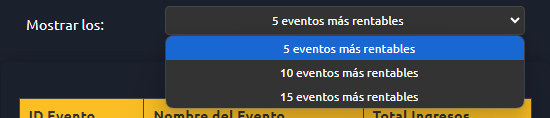 Mostrar los: 5 eventos más rentables
5 eventos más rentables
10 eventos más rentables
15 eventos más rentables
ID Evento Nombre del Evento Total Ingresos